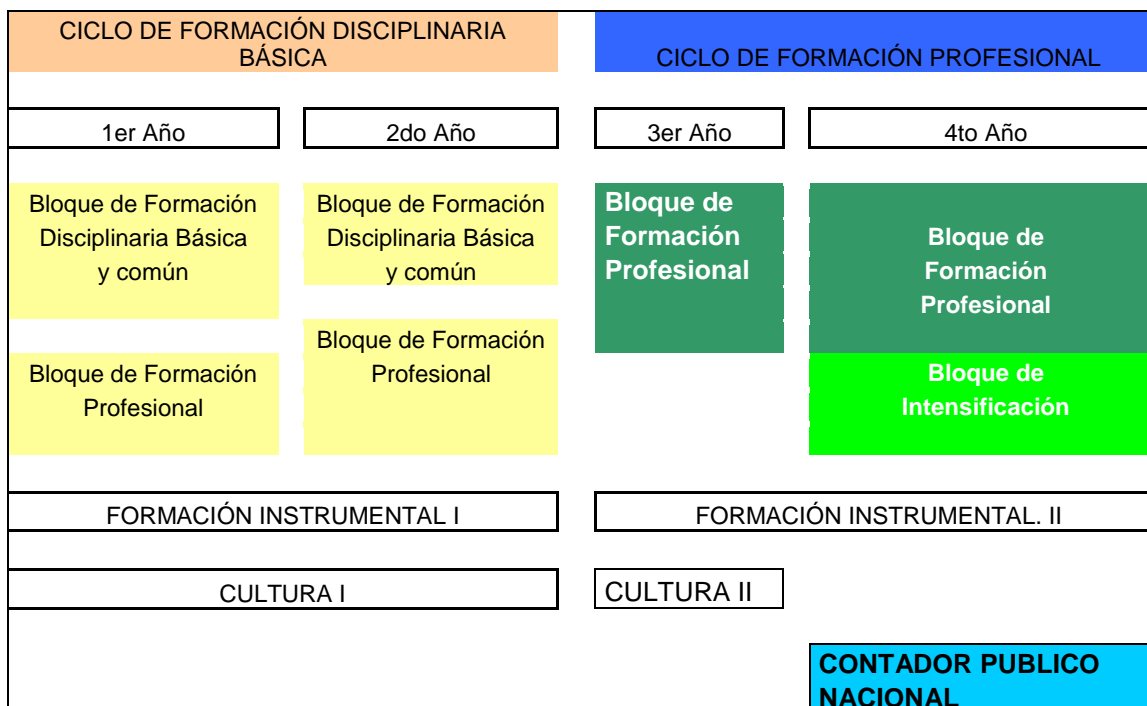 CICLO DE FORMACIÓN DISCIPLINARIA
BÁSICA
CICLO DE FORMACIÓN PROFESIONAL
1er Año
2do Año
3er Año
4to Año
Bloque de Formación
Disciplinaria Básica
y común
Bloque de Formación
Profesional
Bloque de Formación
Disciplinaria Básica
y común
Bloque de Formación
Profesional
Bloque de
Formación
Profesional
Bloque de
Formación
Profesional
Bloque de
Intensificación
FORMACIÓN INSTRUMENTAL I
FORMACIÓN INSTRUMENTAL. II
CULTURA I
CULTURA II
CONTADOR PUBLICO
NACIONAL